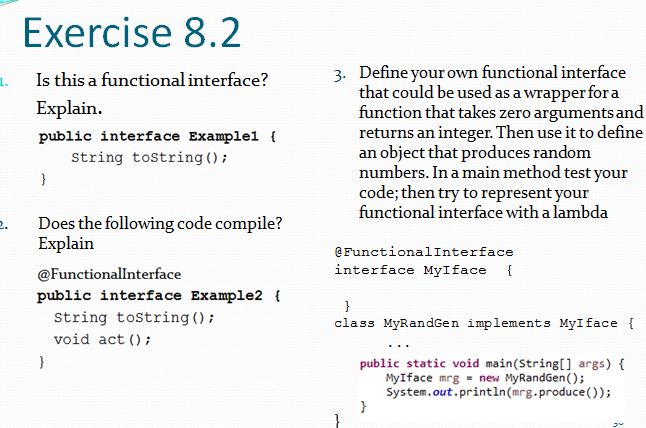 Exercise 8.2
1. Is this a functional interface?
Explain.
public interface Example1 {
String toString();
}
2. Does the following code compile?
Explain
@FunctionalInterface
public interface Example2 {
String toString();
void act();
}
3. Define your own functional interface
that could be used as a wrapper for a
function that takes zero arguments and
returns an integer. Then use it to define
an object that produces random
numbers. In a main method test your
code; then try to represent your
functional interface with a lambda
@FunctionalInterface
interface MyIface {
}
class MyRandGen implements MyIface {
...
public static void main(String[] args) {
MyIface mrg = new MyRandGen();
System.out.println(mrg.produce());
}
}